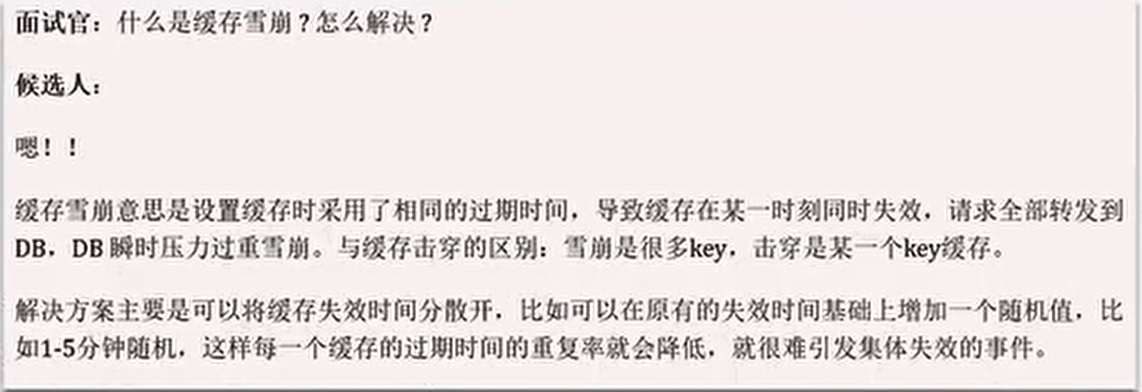 面试官：什么是缓存雪崩？怎么解决？
候选人：
嗯！！
缓存雪崩意思是设置缓存时采用了相同的过期时间，导致缓存在某一时刻同时失效，请求全部转发到
DB，DB 瞬时压力过重雪崩。与缓存击穿的区别：雪崩是很多key，击穿是某一个key缓存。
解决方案主要是可以将缓存失效时间分散开，比如可以在原有的失效时间基础上增加一个随机值，比
如1-5分钟随机，这样每一个缓存的过期时间的重复率就会降低，就很难引发集体失效的事件。